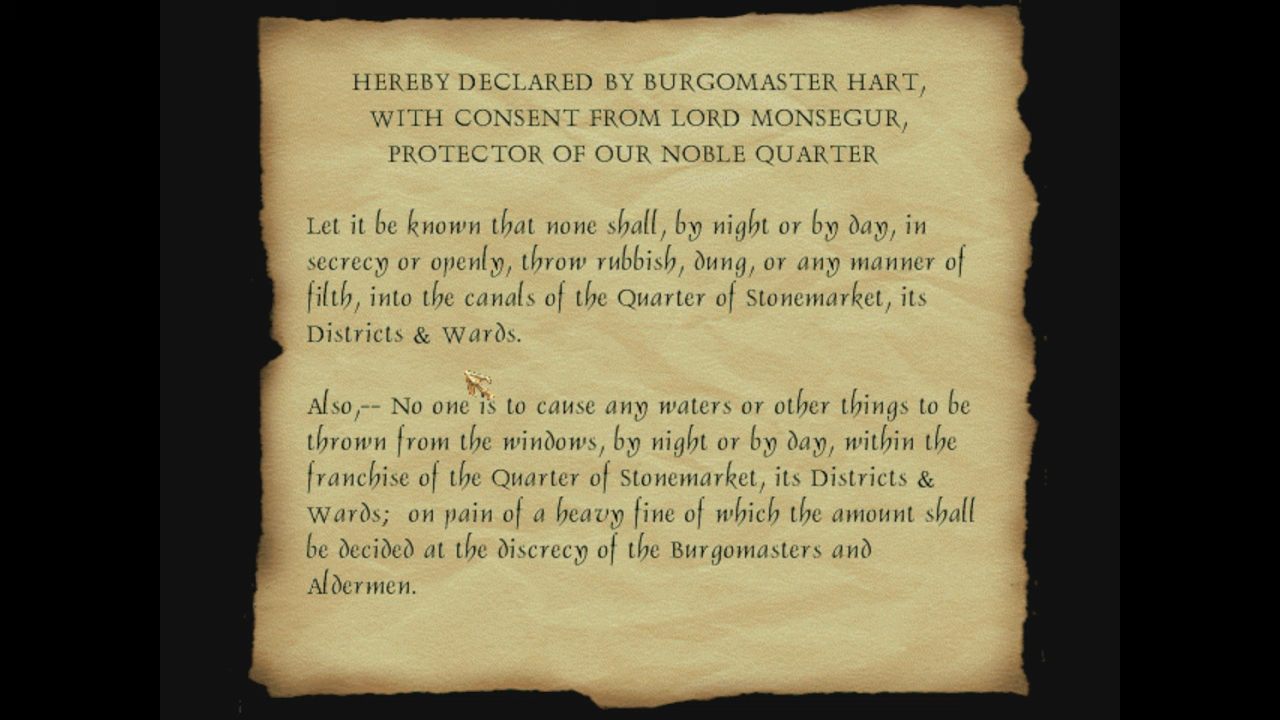 HEREBY DECLARED BY BURGOMASTER HART,
WITH CONSENT FROM LORD MONSEGUR,
PROTECTOR OF OUR NOBLE QUARTER
Let it be known that none shall, by night or by day, in
secrecy or openly, throw rubbish, dung, or any manner of
filth, into the canals of the Quarter of Stonemarket, its
Districts & Wards.
Also,-- No one is to cause any waters or other things to be
thrown from the windows, by night or by day, within the
franchise of the Quarter of Stonemarket, its Districts &
Wards; on pain of a heavy fine of which the amount shall
be decided at the discrecy of the Burgomasters and
Aldermen.